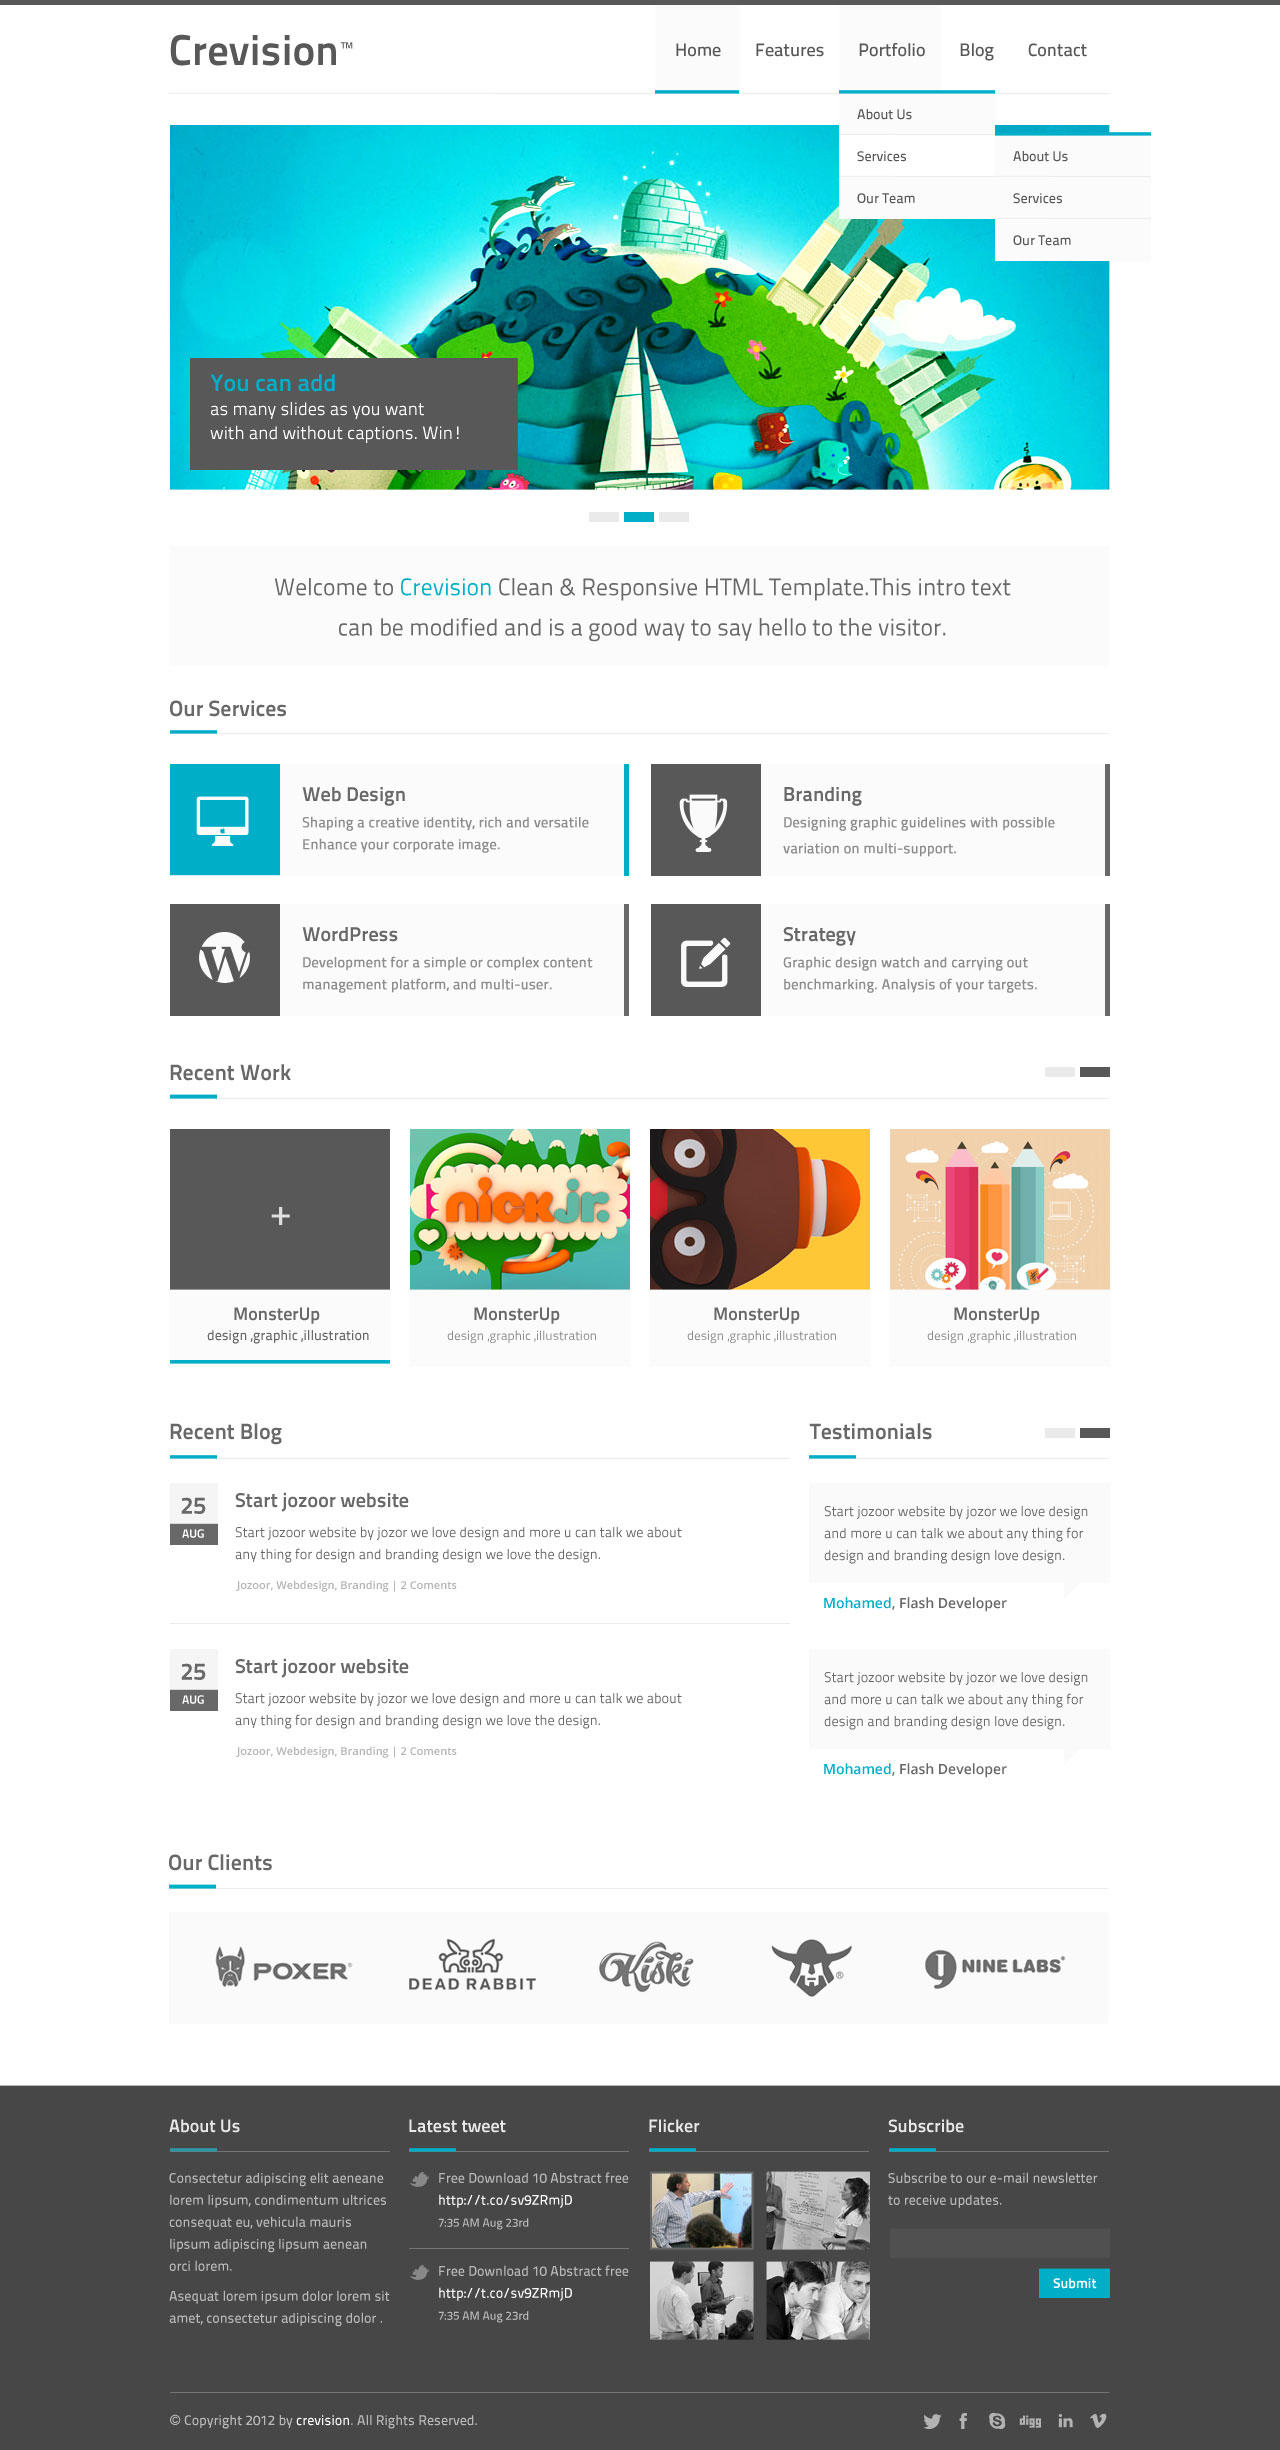 Crevision™
Home Features Portfolio Blog Contact
About Us
Services
Our Team
About Us
Services
Our Team
You can add
as many slides as you want
with and without captions. Win!
Welcome to Crevision Clean & Responsive HTML Template.This intro text
can be modified and is a good way to say hello to the visitor.
Our Services
Web Design
Shaping a creative identity, rich and versatile
Enhance your corporate image.
Branding
Designing graphic guidelines with possible
variation on multi-support.
WordPress
Development for a simple or complex content
management platform, and multi-user.
Strategy
Graphic design watch and carrying out
benchmarking. Analysis of your targets.
Recent Work
+
nick jr.
MonsterUp
design ,graphic ,illustration
MonsterUp
design ,graphic ,illustration
MonsterUp
design ,graphic ,illustration
MonsterUp
design ,graphic ,illustration
Recent Blog
25
AUG
Start jozoor website
Start jozoor website by jozor we love design and more u can talk we about
any thing for design and branding design we love the design.
Jozoor, Webdesign, Branding | 2 Coments
25
AUG
Start jozoor website
Start jozoor website by jozor we love design and more u can talk we about
any thing for design and branding design we love the design.
Jozoor, Webdesign, Branding | 2 Coments
Testimonials
Start jozoor website by jozor we love design
and more u can talk we about any thing for
design and branding design love design.
Mohamed, Flash Developer
Start jozoor website by jozor we love design
and more u can talk we about any thing for
design and branding design love design.
Mohamed, Flash Developer
Our Clients
POXER®
DEAD RABBIT
Kiski
®
NINE LABS®
About Us
Consectetur adipiscing elit aeneane
lorem lipsum, condimentum ultrices
consequat eu, vehicula mauris
lipsum adipiscing lipsum aenean
orci lorem.
Asequat lorem ipsum dolor lorem sit
amet, consectetur adipiscing dolor .
Latest tweet
Free Download 10 Abstract free
http://t.co/sv9ZRmjD
7:35 AM Aug 23rd
Free Download 10 Abstract free
http://t.co/sv9ZRmjD
7:35 AM Aug 23rd
Flicker
Subscribe
Subscribe to our e-mail newsletter
to receive updates.
Submit
© Copyright 2012 by crevision. All Rights Reserved.
digg in